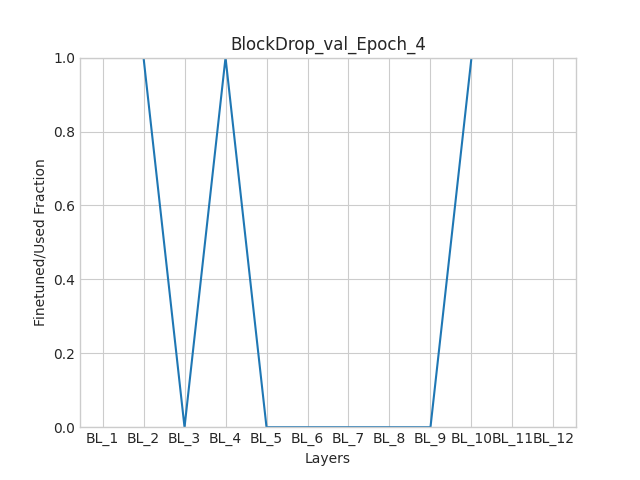 BlockDrop_val_Epoch_4
Finetuned/Used Fraction
1.0
0.8
0.6
0.4
0.2
0.0
BL_1 BL_2 BL_3 BL_4 BL_5 BL_6 BL_7 BL_8 BL_9 BL_10 BL_11 BL_12
Layers